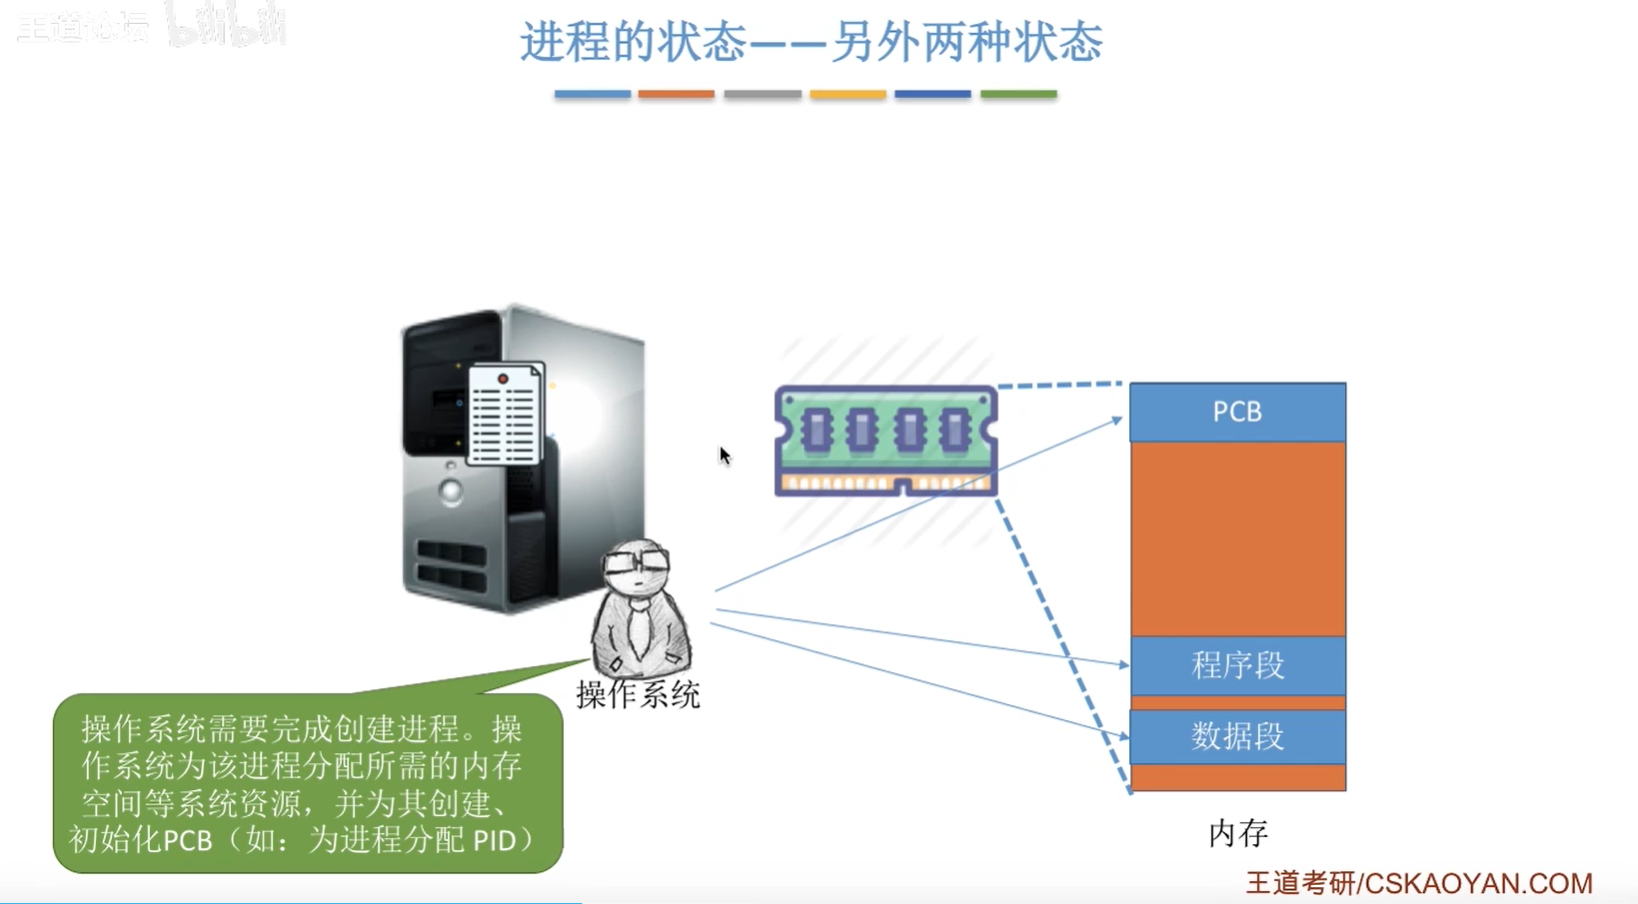 王道论坛 bilibili
进程的状态——另外两种状态
PCB
程序段
数据段
内存
操作系统
操作系统需要完成创建进程。操
作系统为该进程分配所需的内存
空间等系统资源，并为其创建、
初始化PCB（如：为进程分配 PID）
王道考研/CSKAOYAN.COM